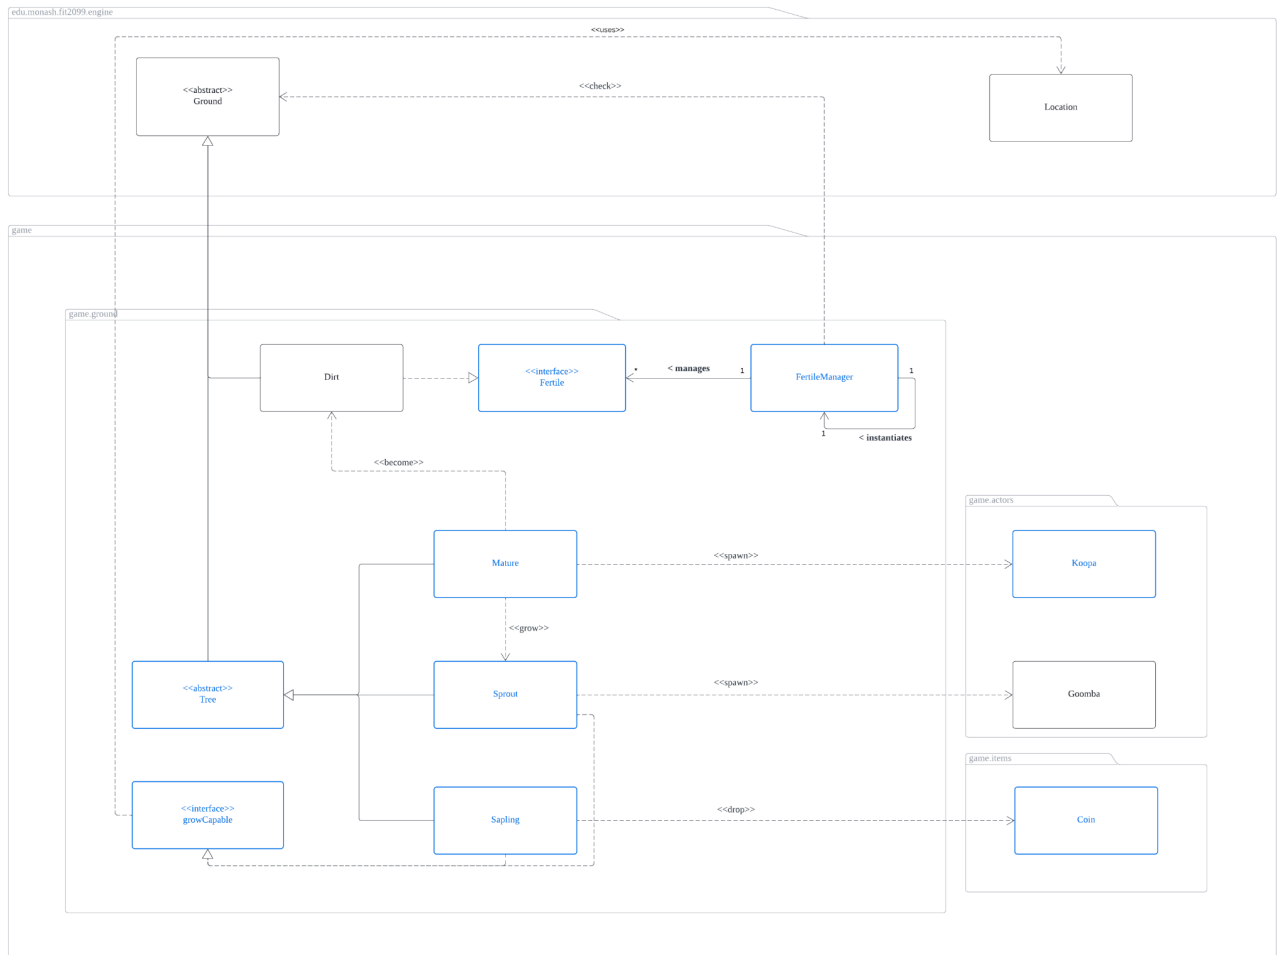 edu.monash.fit2099.engine
<<uses>>
<<abstract>>
Ground
<<check>>
Location
game
game.ground
Dirt
<<interface>>
Fertile
*
< manages
1
FertileManager
1
1
< instantiates
<<become>>
game.actors
Mature
<<spawn>>
Koopa
<<grow>>
<<abstract>>
Tree
Sprout
<<spawn>>
Goomba
game.items
<<interface>>
growCapable
Sapling
<<drop>>
Coin